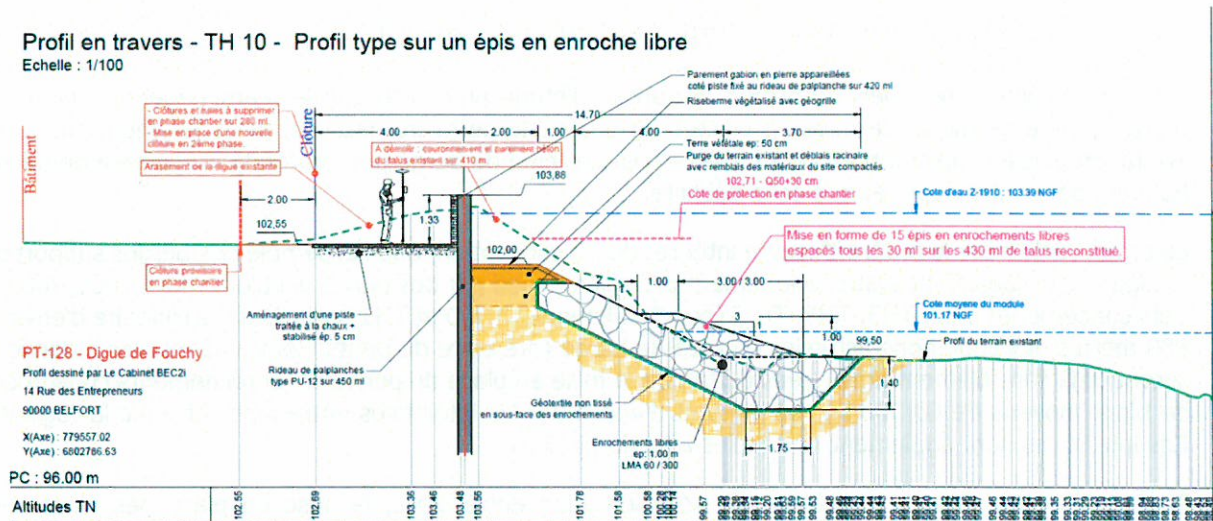 Profil en travers - TH 10 - Profil type sur un épis en enroche libre
Echelle : 1/100
Parement gabion en pierre appareillées
coté piste fixé au rideau de palplanche sur 420 ml
Riseberme végétalisé avec géogrille
- Clôtures et haies à supprimer
en phase chantier sur 280 ml.
- Mise en place d'une nouvelle
clôture en 2ème phase.
Clôture
14.70
4.00
2.00
1.00
4.00
3.70
Bâtiment
Arasement de la digue existante
À démolir : couronnement et parement béton
du talus existant sur 410 m.
Terre végétale ep: 50 cm
Purge du terrain existant et déblais racinaire
avec remblais des matériaux du site compactés.
103,88
102,71 - Q50+30 cm
Cote de protection en phase chantier
Cote d'eau Z-1910 : 103.39 NGF
2.00
1.33
102,55
102,00
Mise en forme de 15 épis en enrochements libres
espacés tous les 30 ml sur les 430 ml de talus reconstitué.
Clôture provisoire
en phase chantier
2
1.00
3.00 / 3.00
Cote moyenne du module
101.17 NGF
Aménagement d'une piste
traitée à la chaux +
stabilisé ép. 5 cm
3
1
1.00
99,50
Profil du terrain existant
PT-128 - Digue de Fouchy
Profil dessiné par Le Cabinet BEC2i
14 Rue des Entrepreneurs
90000 BELFORT
Rideau de palplanches
type PU-12 sur 450 ml
1.40
Géotextile non tissé
en sous-face des enrochements
X(Axe) : 779557.02
Y(Axe) : 6802786.63
Enrochements libres
ep: 1.00 m
LMA 60 / 300
1.75
PC : 96.00 m
Altitudes TN
102.55
102.69
103.35
103.46
103.48
103.56
101.78
101.58
100.58
99.57
99.53